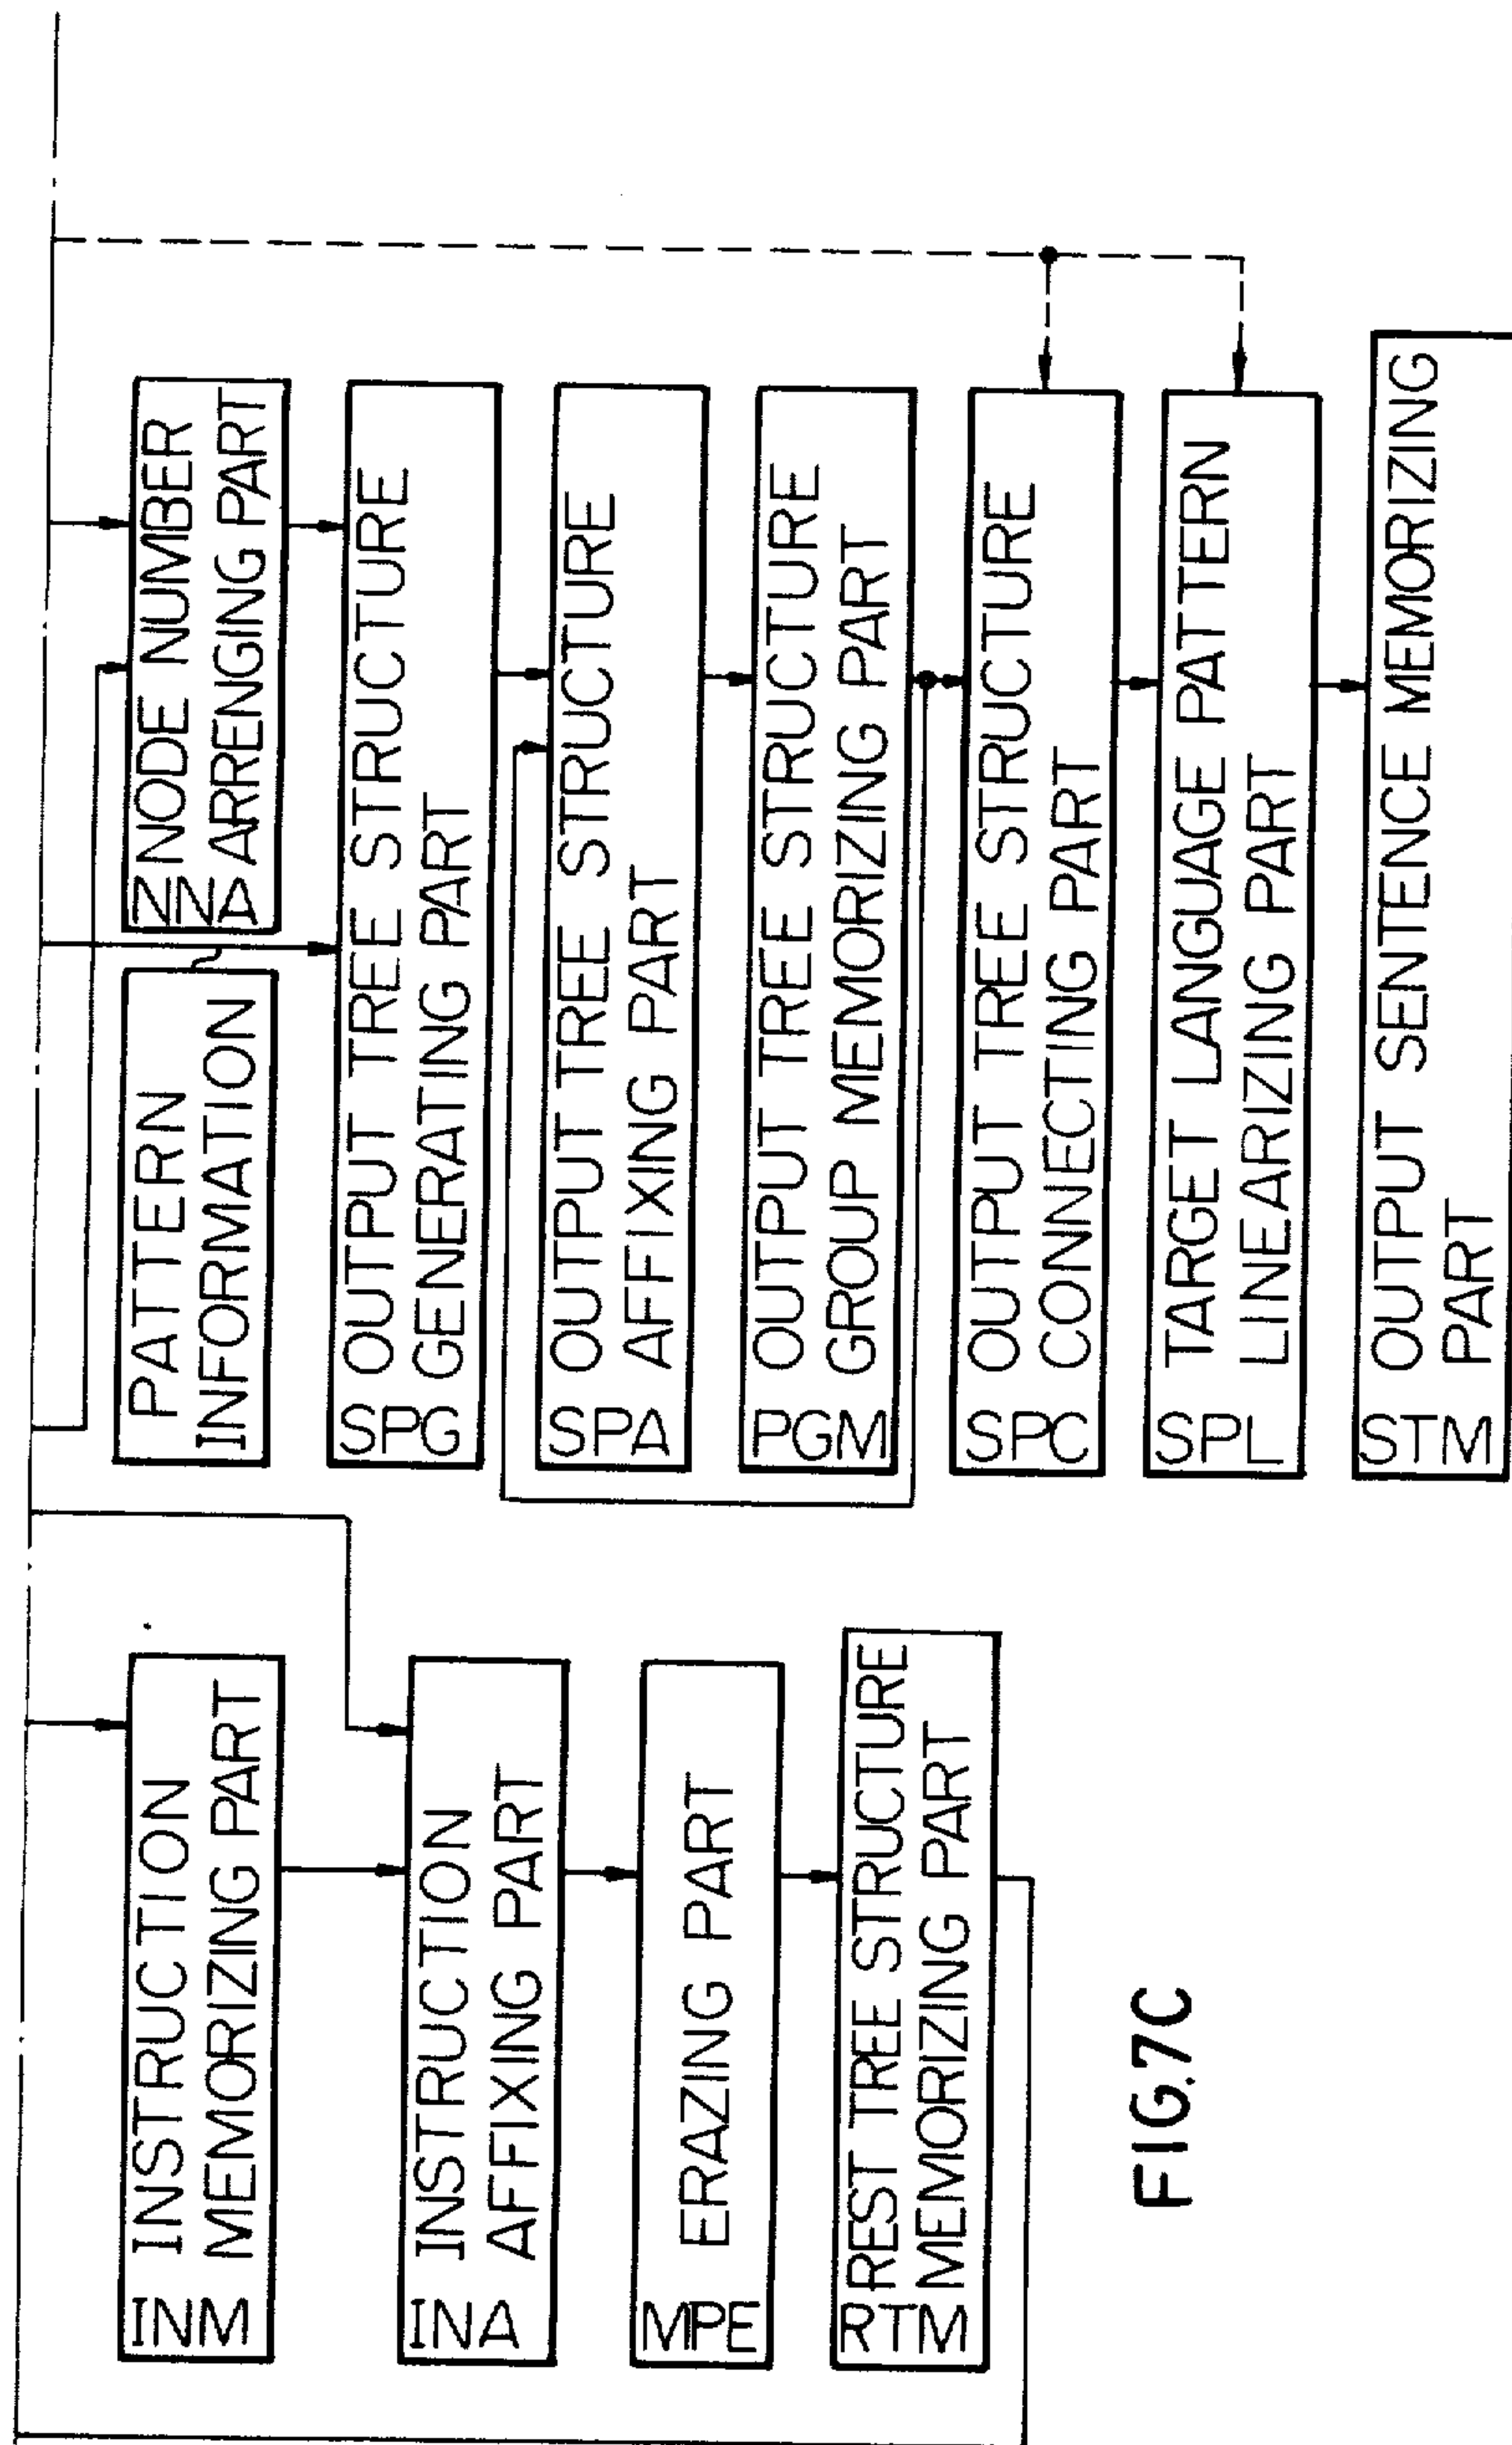 INM INSTRUCTION
MEMORIZING PART
INA INSTRUCTION
AFFIXING PART
MPE ERAZING PART
RTM REST TREE STRUCTURE
MEMORIZING PART
PATTERN
INFORMATION
NNA NODE NUMBER
ARRENGING PART
SPG OUTPUT TREE STRUCTURE
GENERATING PART
SPA OUTPUT TREE STRUCTURE
AFFIXING PART
PGM OUTPUT TREE STRUCTURE
GROUP MEMORIZING PART
SPC OUTPUT TREE STRUCTURE
CONNECTING PART
SPL TARGET LANGUAGE PATTERN
LINEARIZING PART
STM OUTPUT SENTENCE MEMORIZING
PART
FIG.7C